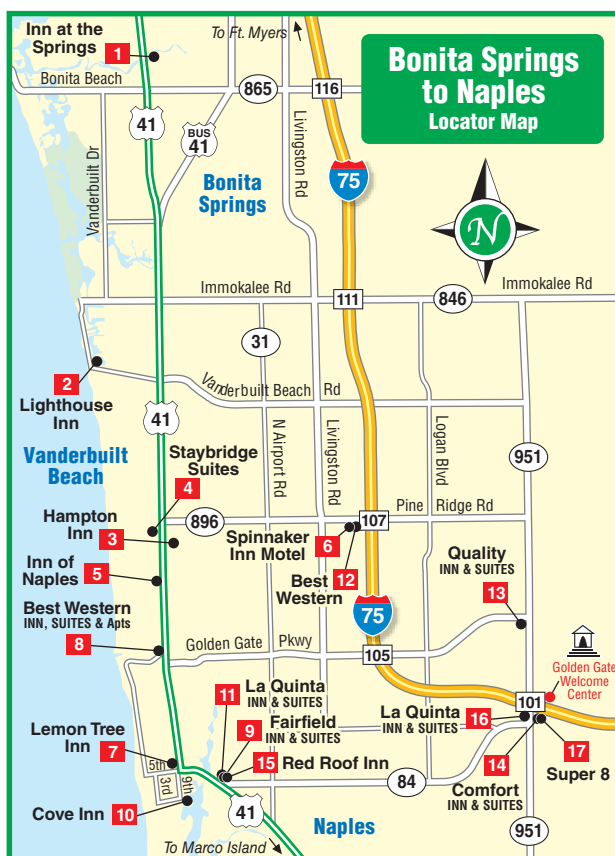 Inn at the
Springs
1
To Ft. Myers
Bonita Springs
to Naples
Locator Map
Bonita Beach
865
116
41
BUS
41
Livingston Rd
75
Vanderbuilt Dr
Bonita
Springs
N
Immokalee Rd
111
846
Immokalee Rd
31
2
Lighthouse
Inn
Vanderbuilt Beach Rd
41
N Airport Rd
Livingston Rd
Logan Blvd
951
Vanderbuilt
Beach
Staybridge
Suites
4
Hampton
Inn
3
896
Spinnaker
Inn Motel
6
107
Pine Ridge Rd
Best
Western
12
Quality
INN & SUITES
13
Inn of
Naples
5
75
Best Western
INN, SUITES & Apts
8
Golden Gate Pkwy
105
Golden Gate
Welcome
Center
11
La Quinta
INN & SUITES
9
Fairfield
INN & SUITES
La Quinta
INN & SUITES
16
101
Lemon Tree
Inn
7
5th
3rd
9th
15
Red Roof Inn
84
14
Comfort
INN & SUITES
17
Super 8
Cove Inn
10
41
Naples
951
To Marco Island